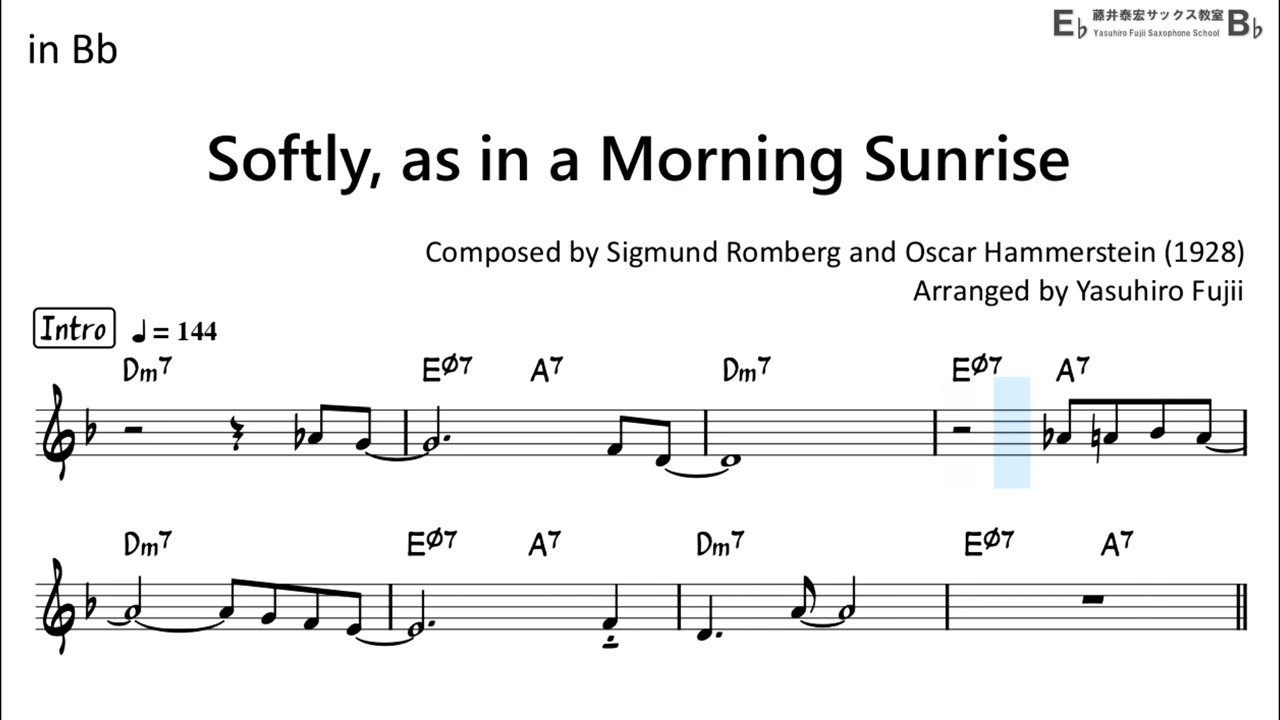 E♭ 藤井泰宏サックス教室 B♭
Yasuhiro Fujii Saxophone School
in Bb
Softly, as in a Morning Sunrise
Composed by Sigmund Romberg and Oscar Hammerstein (1928)
Arranged by Yasuhiro Fujii
Intro ♩= 144
Dm7 EØ7 A7 Dm7 EØ7 A7
Dm7 EØ7 A7 Dm7 EØ7 A7